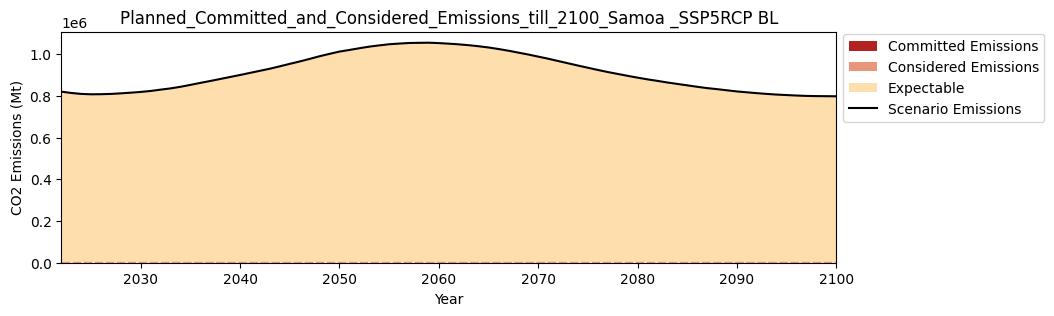 Planned_Committed_and_Considered_Emissions_till_2100_Samoa _SSP5RCP BL
1e6
1.0
0.8
0.6
0.4
0.2
0.0
CO2 Emissions (Mt)
2030 2040 2050 2060 2070 2080 2090 2100
Year
Committed Emissions
Considered Emissions
Expectable
Scenario Emissions